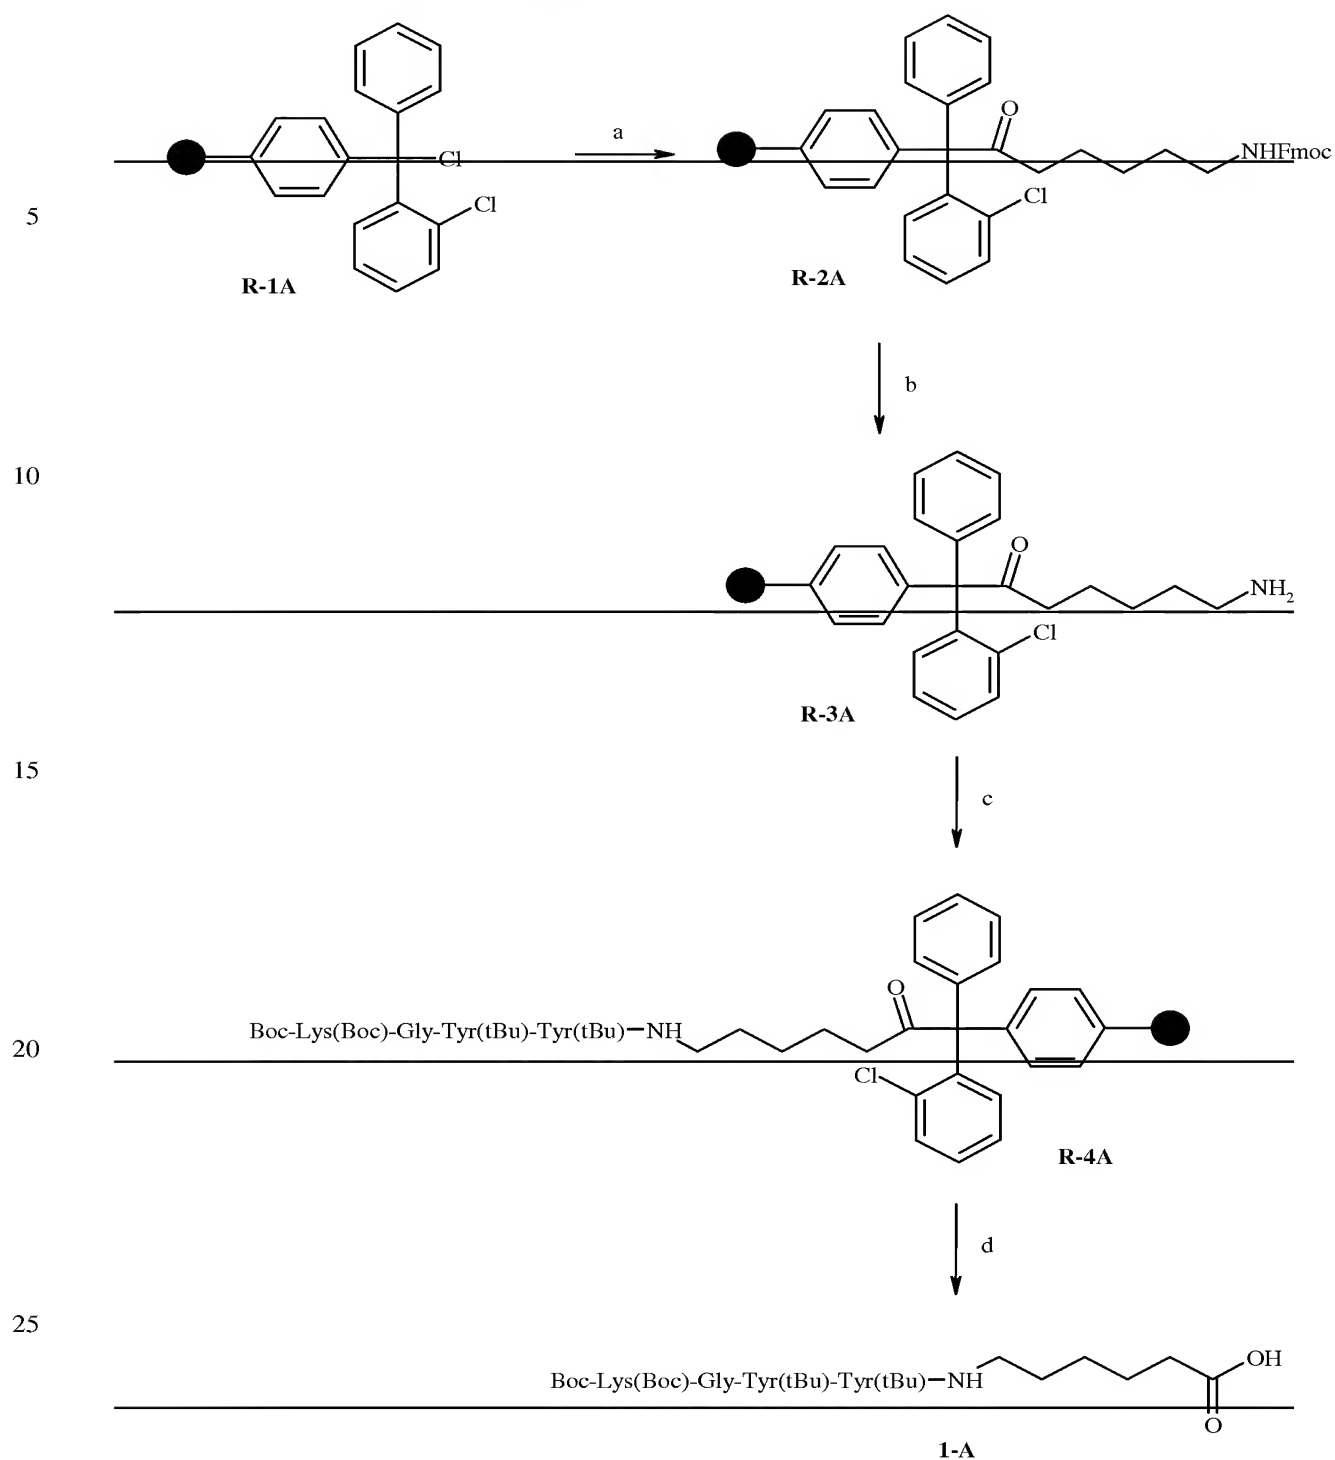 O
a
Cl
NHFmoc
5
Cl
Cl
R-1A
R-2A
b
10
O
NH2
Cl
R-3A
15
c
O
Boc-Lys(Boc)-Gly-Tyr(tBu)-Tyr(tBu)—NH
20
Cl
R-4A
d
25
OH
Boc-Lys(Boc)-Gly-Tyr(tBu)-Tyr(tBu)—NH
O
1-A